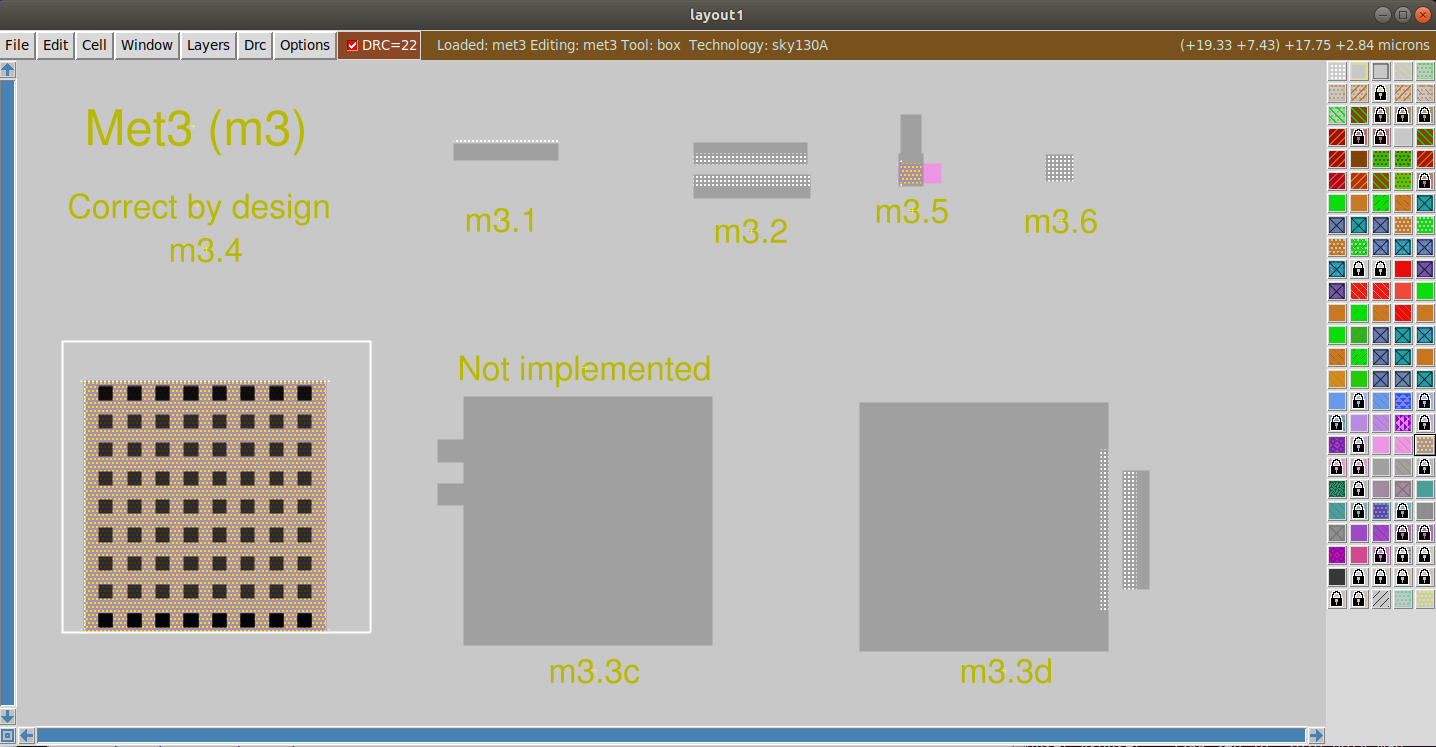 layout1
File Edit Cell Window Layers Drc Options DRC=22 Loaded: met3 Editing: met3 Tool: box Technology: sky130A (+19.33 +7.43) +17.75 +2.84 microns
Met3 (m3)
Correct by design
m3.4
m3.1
m3.2
m3.5
m3.6
Not implemented
m3.3c
m3.3d